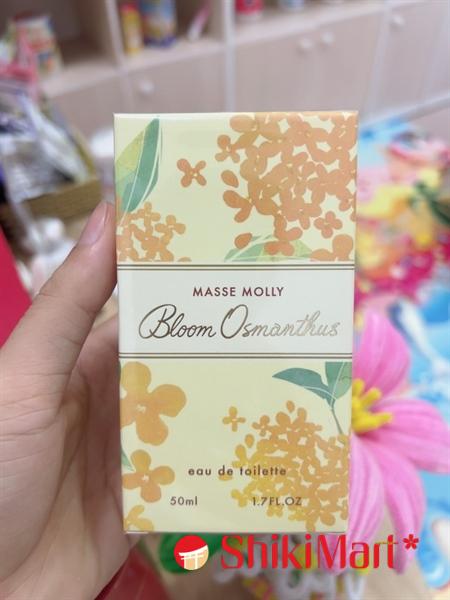 MASSE MOLLY
Bloom Osmanthus
eau de toilette
50ml 1.7FL.OZ
ShikiMart*